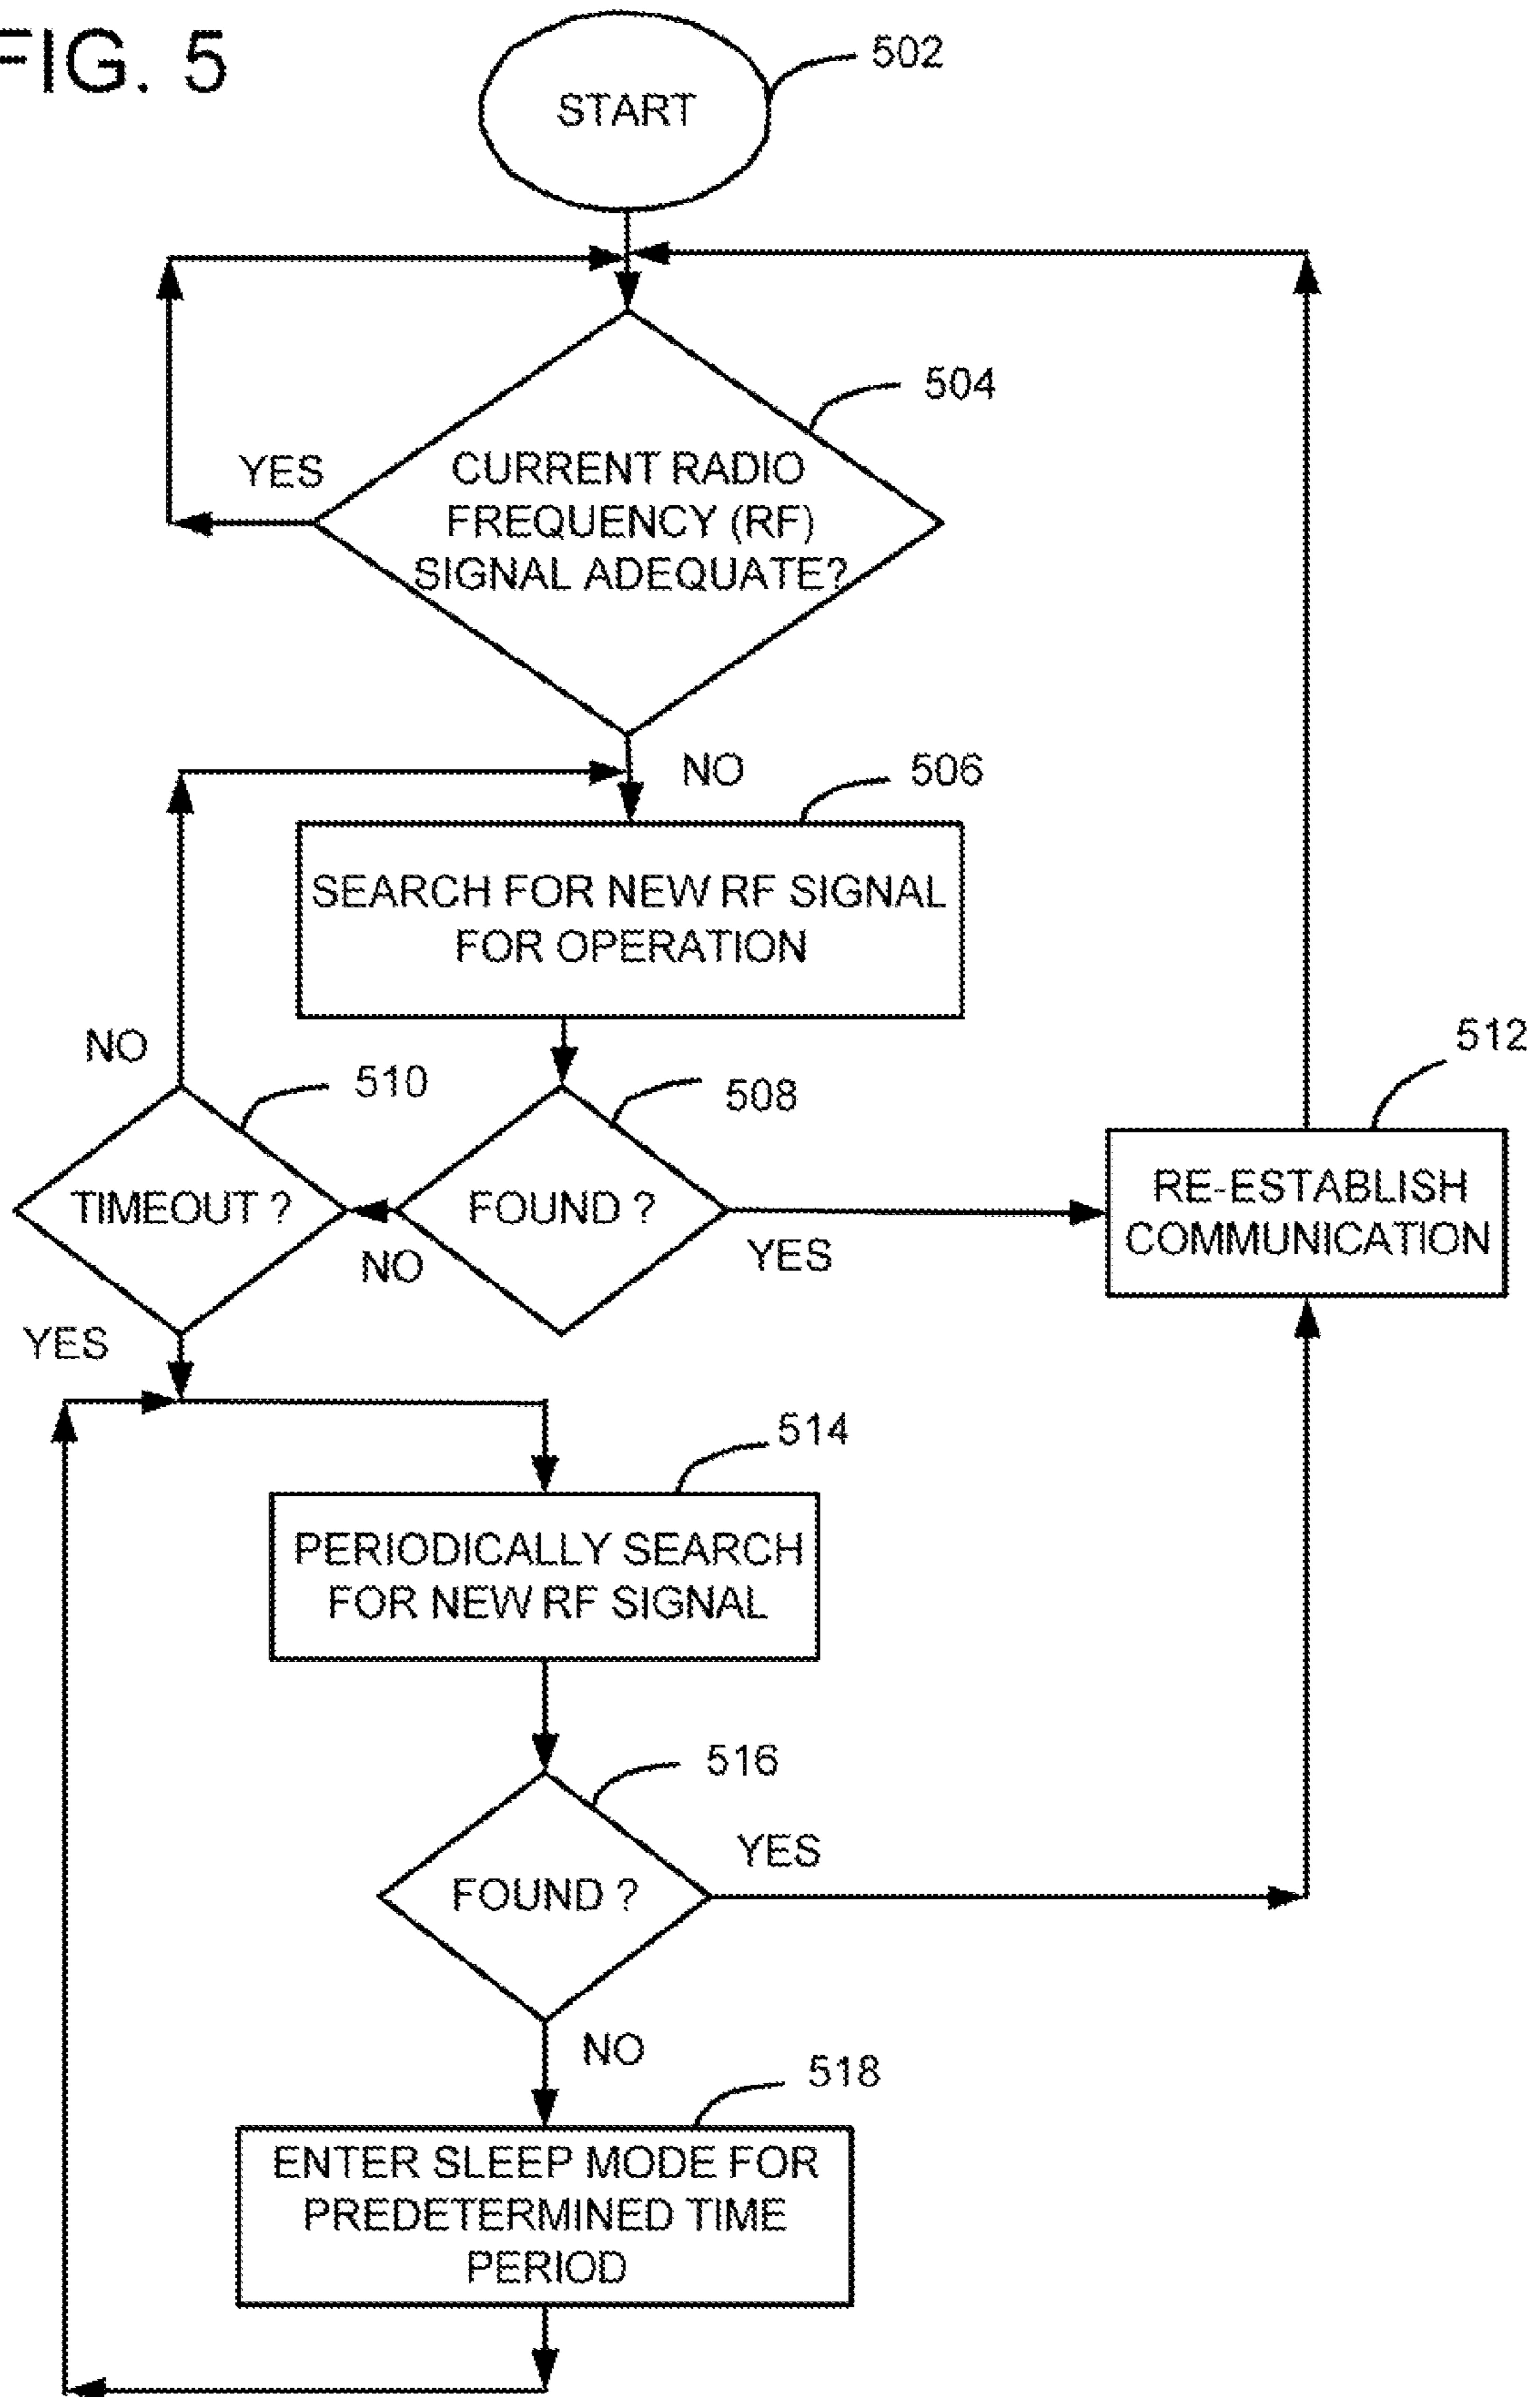 FIG. 5
502
START
504
YES
CURRENT RADIO
FREQUENCY (RF)
SIGNAL ADEQUATE?
NO
506
SEARCH FOR NEW RF SIGNAL
FOR OPERATION
NO
510
508
512
TIMEOUT ?
FOUND ?
RE-ESTABLISH
COMMUNICATION
NO
YES
YES
514
PERIODICALLY SEARCH
FOR NEW RF SIGNAL
516
YES
FOUND ?
NO
518
ENTER SLEEP MODE FOR
PREDETERMINED TIME
PERIOD